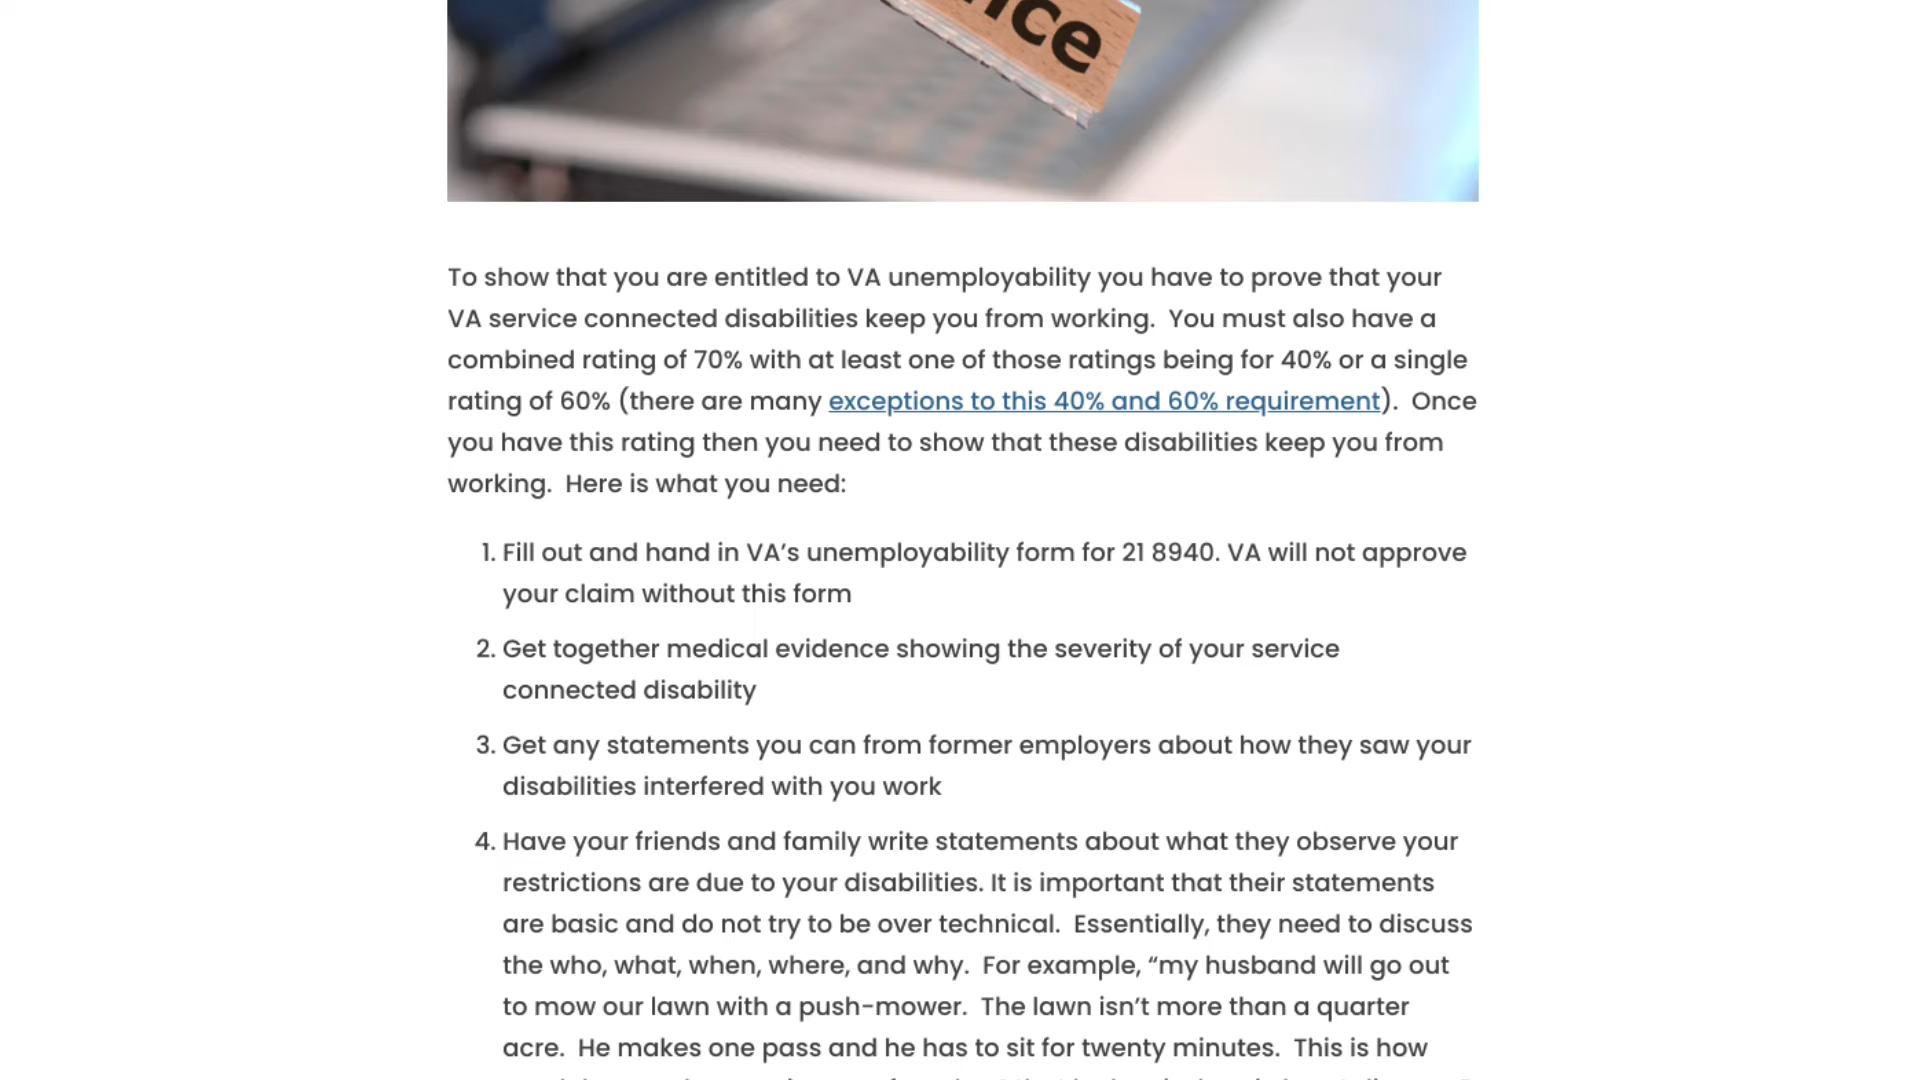 nce
To show that you are entitled to VA unemployability you have to prove that your
VA service connected disabilities keep you from working.  You must also have a
combined rating of 70% with at least one of those ratings being for 40% or a single
rating of 60% (there are many exceptions to this 40% and 60% requirement).  Once
you have this rating then you need to show that these disabilities keep you from
working.  Here is what you need:
1. Fill out and hand in VA’s unemployability form for 21 8940. VA will not approve
your claim without this form
2. Get together medical evidence showing the severity of your service
connected disability
3. Get any statements you can from former employers about how they saw your
disabilities interfered with you work
4. Have your friends and family write statements about what they observe your
restrictions are due to your disabilities. It is important that their statements
are basic and do not try to be over technical.  Essentially, they need to discuss
the who, what, when, where, and why.  For example, “my husband will go out
to mow our lawn with a push-mower.  The lawn isn’t more than a quarter
acre.  He makes one pass and he has to sit for twenty minutes.  This is how